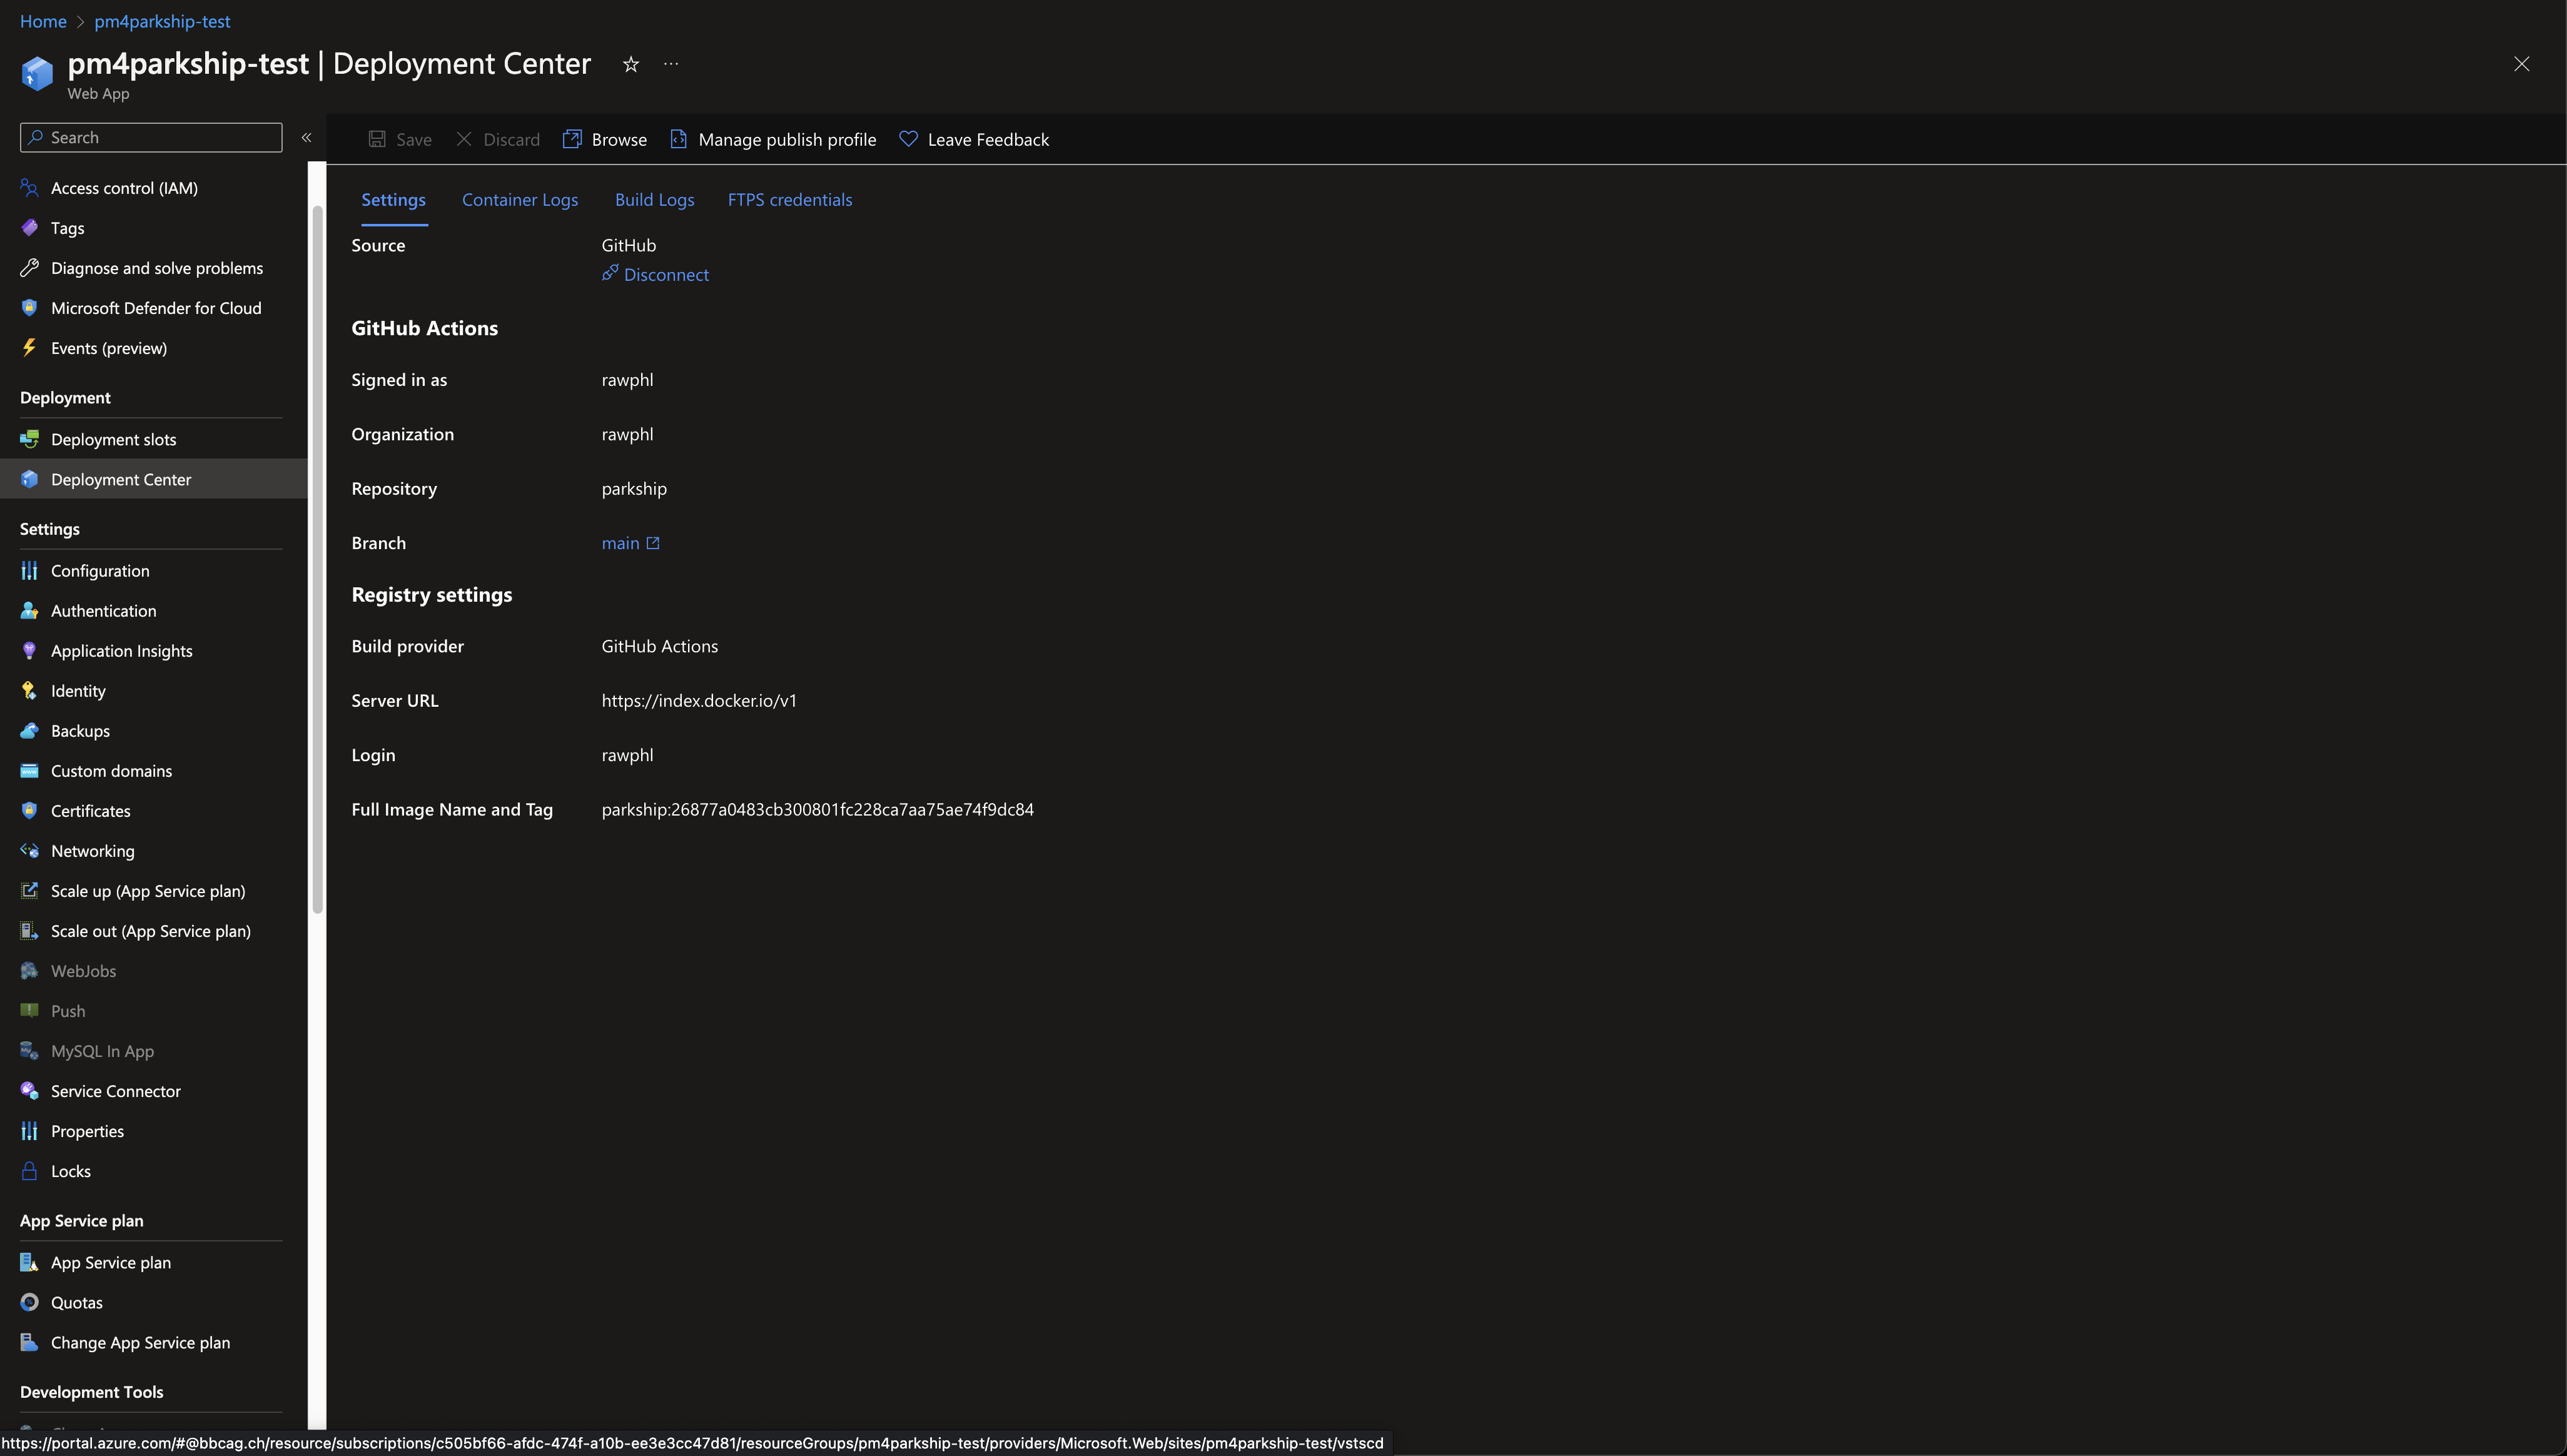 Home > pm4parkship-test
pm4parkship-test | Deployment Center
Web App
Search
Access control (IAM)
Tags
Diagnose and solve problems
Microsoft Defender for Cloud
Events (preview)
Deployment
Deployment slots
Deployment Center
Settings
Configuration
Authentication
Application Insights
Identity
Backups
Custom domains
Certificates
Networking
Scale up (App Service plan)
Scale out (App Service plan)
WebJobs
Push
MySQL In App
Service Connector
Properties
Locks
App Service plan
App Service plan
Quotas
Change App Service plan
Development Tools
Save Discard Browse Manage publish profile Leave Feedback
Settings Container Logs Build Logs FTPS credentials
Source GitHub
Disconnect
GitHub Actions
Signed in as rawphl
Organization rawphl
Repository parkship
Branch main
Registry settings
Build provider GitHub Actions
Server URL https://index.docker.io/v1
Login rawphl
Full Image Name and Tag parkship:26877a0483cb300801fc228ca7aa75ae74f9dc84
https://portal.azure.com/#@bbcag.ch/resource/subscriptions/c505bf66-afdc-474f-a10b-ee3e3cc47d81/resourceGroups/pm4parkship-test/providers/Microsoft.Web/sites/pm4parkship-test/vstscd